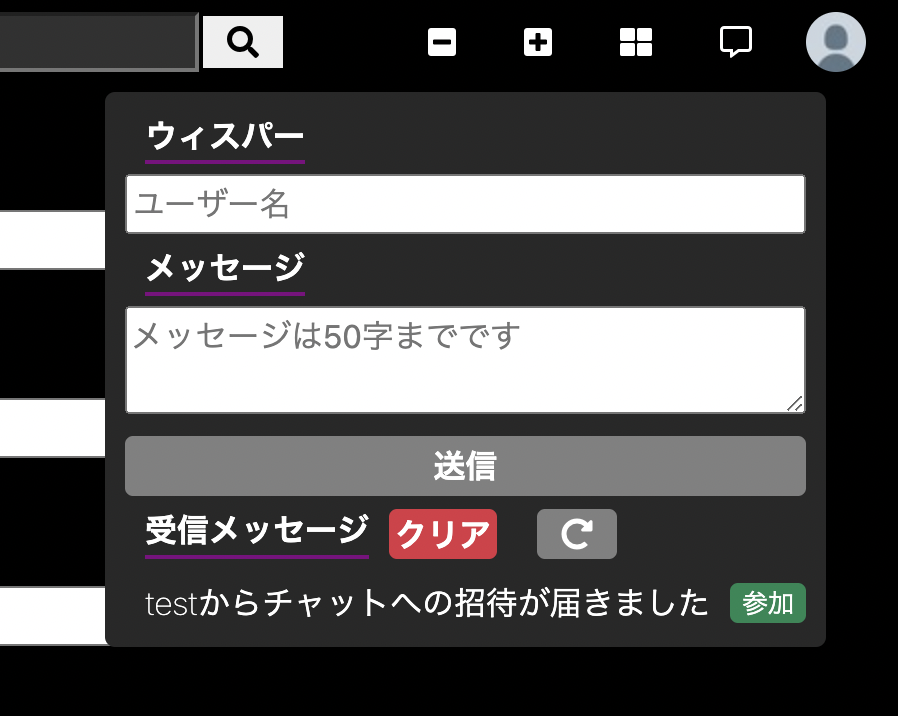 ウィスパー
ユーザー名
メッセージ
メッセージは50字までです
送信
受信メッセージ クリア
testからチャットへの招待が届きました 参加